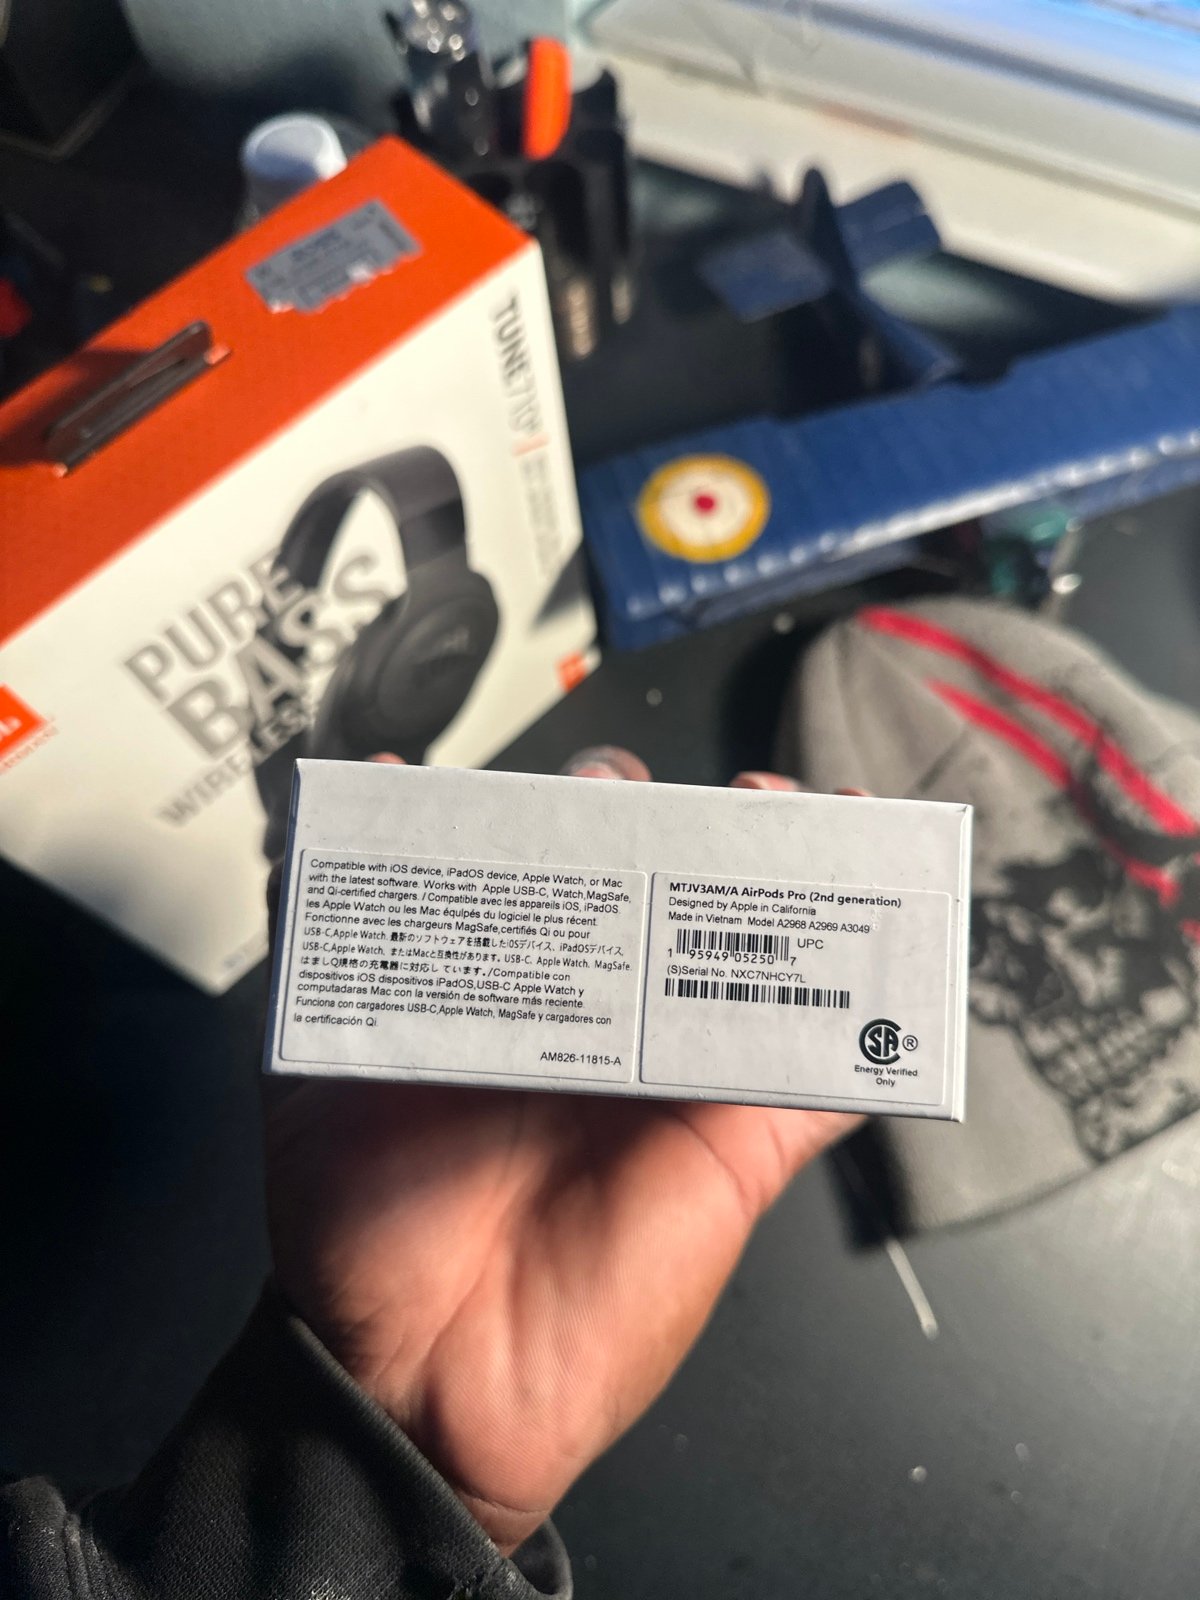 TUNE710
PURE
BASS
WIRELESS
Compatible with iOS device, iPadOS device, Apple Watch, or Mac
with the latest software. Works with Apple USB-C, Watch,MagSafe,
and Qi-certified chargers. / Compatible avec les appareils iOS, iPadOS,
les Apple Watch ou les Mac équipés du logiciel le plus récent.
Fonctionne avec les chargeurs MagSafe,certifiés Qi ou pour
USB-C,Apple Watch. 最新のソフトウェアを搭載したiOSデバイス、iPadOSデバイス、
USB-C,Apple Watch、またはMacと互換性があります。USB-C、Apple Watch、MagSafe、
はましQ規格の充電器に対応し ています。/Compatible con
dispositivos iOS dispositivos iPadOS,USB-C Apple Watch y
computadaras Mac con la versión de software más reciente.
Funciona con cargadores USB-C,Apple Watch, MagSafe y cargadores con
la certificación Qi.
AM826-11815-A
MTJV3AM/A AirPods Pro (2nd generation)
Designed by Apple in California
Made in Vietnam Model A2968 A2969 A3049
UPC
1 95949 05250 7
(S)Serial No. NXC7NHCY7L
SA ®
Energy Verified
Only